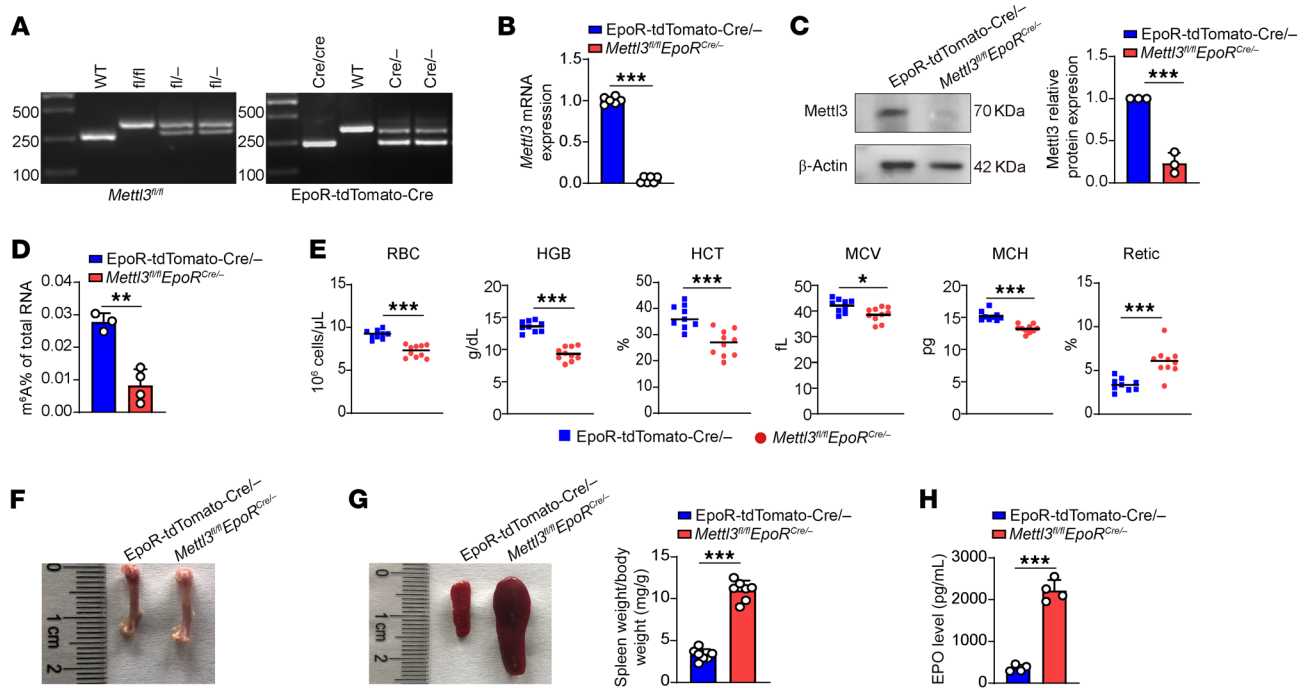 A
WT
fl/fl
fl/–
fl/–
500
250
100
Mettl3fl/fl
Cre/cre
WT
Cre/–
Cre/–
500
250
100
EpoR-tdTomato-Cre
B
EpoR-tdTomato-Cre/–
Mettl3fl/flEpoRCre/–
Mettl3 mRNA
expression
1.5
1.0
0.5
0.0
***
C
EpoR-tdTomato-Cre/–
Mettl3fl/flEpoRCre/–
Mettl3
70 KDa
β-Actin
42 KDa
EpoR-tdTomato-Cre/–
Mettl3fl/flEpoRCre/–
Mettl3 relative
protein expression
1.5
1.0
0.5
0.0
***
D
EpoR-tdTomato-Cre/–
Mettl3fl/flEpoRCre/–
m6A% of total RNA
0.04
0.03
0.02
0.01
0.00
**
E
RBC
10⁶ cells/µL
15
10
5
0
***
HGB
g/dL
20
15
10
5
0
***
HCT
%
50
40
30
20
10
0
***
MCV
fL
50
40
30
20
10
0
*
MCH
pg
20
15
10
5
0
***
Retic
%
15
10
5
0
***
EpoR-tdTomato-Cre/–
Mettl3fl/flEpoRCre/–
F
EpoR-tdTomato-Cre/–
Mettl3fl/flEpoRCre/–
0
1 cm
2
G
EpoR-tdTomato-Cre/–
Mettl3fl/flEpoRCre/–
0
1 cm
2
EpoR-tdTomato-Cre/–
Mettl3fl/flEpoRCre/–
Spleen weight/body
weight (mg/g)
15
10
5
0
***
H
EpoR-tdTomato-Cre/–
Mettl3fl/flEpoRCre/–
EPO level (pg/mL)
3000
2000
1000
0
***